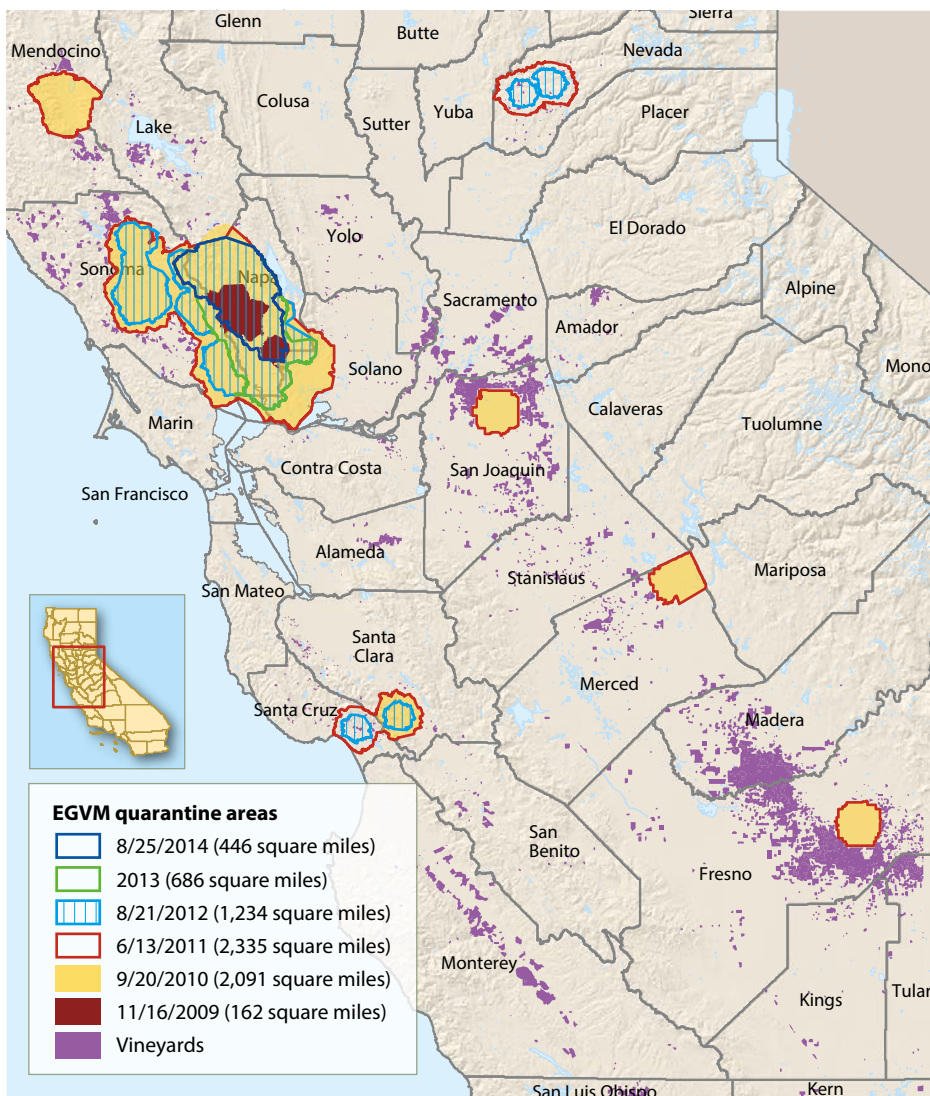 Glenn
Sierra
Butte
Mendocino
Nevada
Colusa
Yuba
Placer
Sutter
Lake
El Dorado
Yolo
Sonoma
Napa
Alpine
Sacramento
Amador
Solano
Mono
Calaveras
Marin
Tuolumne
Contra Costa
San Joaquin
San Francisco
Alameda
Stanislaus
Mariposa
San Mateo
Santa
Clara
Merced
Santa Cruz
Madera
San
Benito
Fresno
Monterey
Kings
Tular
San Luis Obispo
Kern
EGVM quarantine areas
8/25/2014 (446 square miles)
2013 (686 square miles)
8/21/2012 (1,234 square miles)
6/13/2011 (2,335 square miles)
9/20/2010 (2,091 square miles)
11/16/2009 (162 square miles)
Vineyards